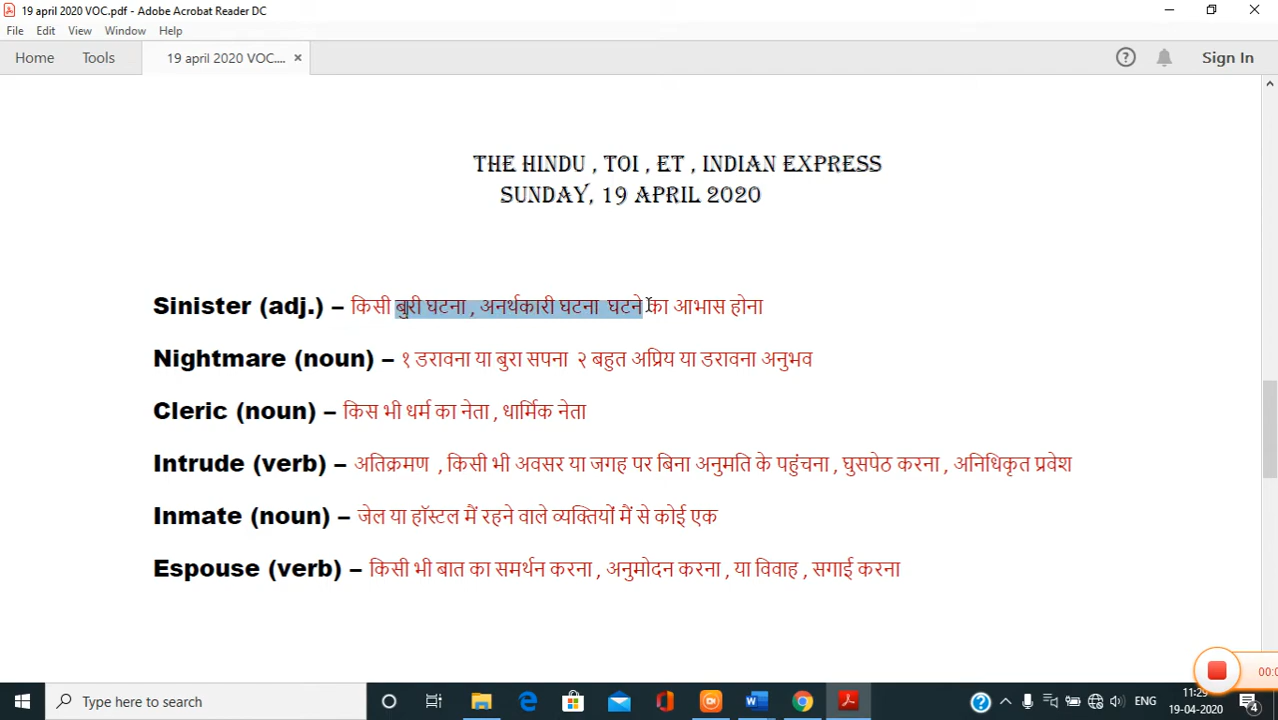 19 april 2020 VOC.pdf - Adobe Acrobat Reader DC
File Edit View Window Help
Home Tools 19 april 2020 VOC.... × Sign In
THE HINDU , TOI , ET , INDIAN EXPRESS
SUNDAY, 19 APRIL 2020
Sinister (adj.) – किसी बुरी घटना , अनर्थकारी घटना घटने का आभास होना
Nightmare (noun) – १ डरावना या बुरा सपना २ बहुत अप्रिय या डरावना अनुभव
Cleric (noun) – किस भी धर्म का नेता , धार्मिक नेता
Intrude (verb) – अतिक्रमण , किसी भी अवसर या जगह पर बिना अनुमति के पहुंचना , घुसपेठ करना , अनिधिकृत प्रवेश
Inmate (noun) – जेल या हॉस्टल मैं रहने वाले व्यक्तियों मैं से कोई एक
Espouse (verb) – किसी भी बात का समर्थन करना , अनुमोदन करना , या विवाह , सगाई करना
Type here to search
ENG
19-04-2020
4